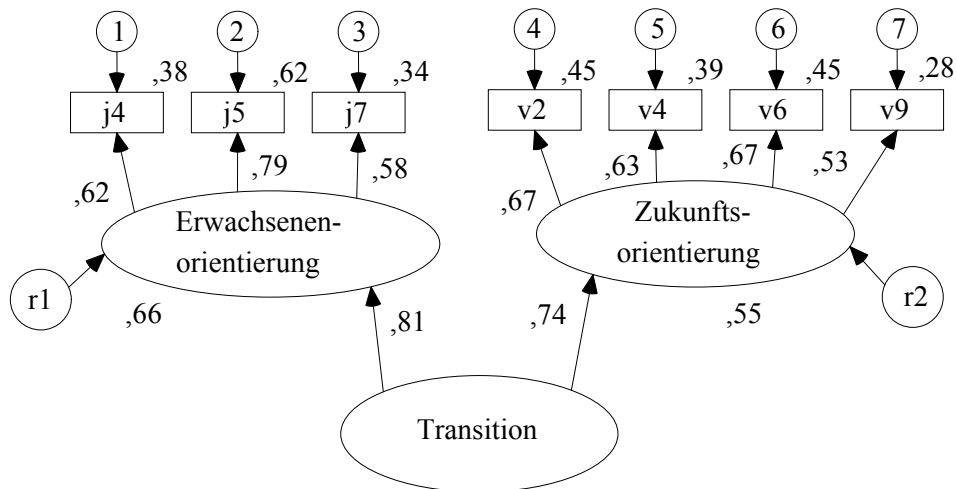 1 2 3 4 5 6 7
,38 ,62 ,34 ,45 ,39 ,45 ,28
j4 j5 j7 v2 v4 v6 v9
,62 ,79 ,58 ,67 ,63 ,67 ,53
Erwachsenen-
orientierung
Zukunfts-
orientierung
r1 r2
,66 ,55
,81 ,74
Transition